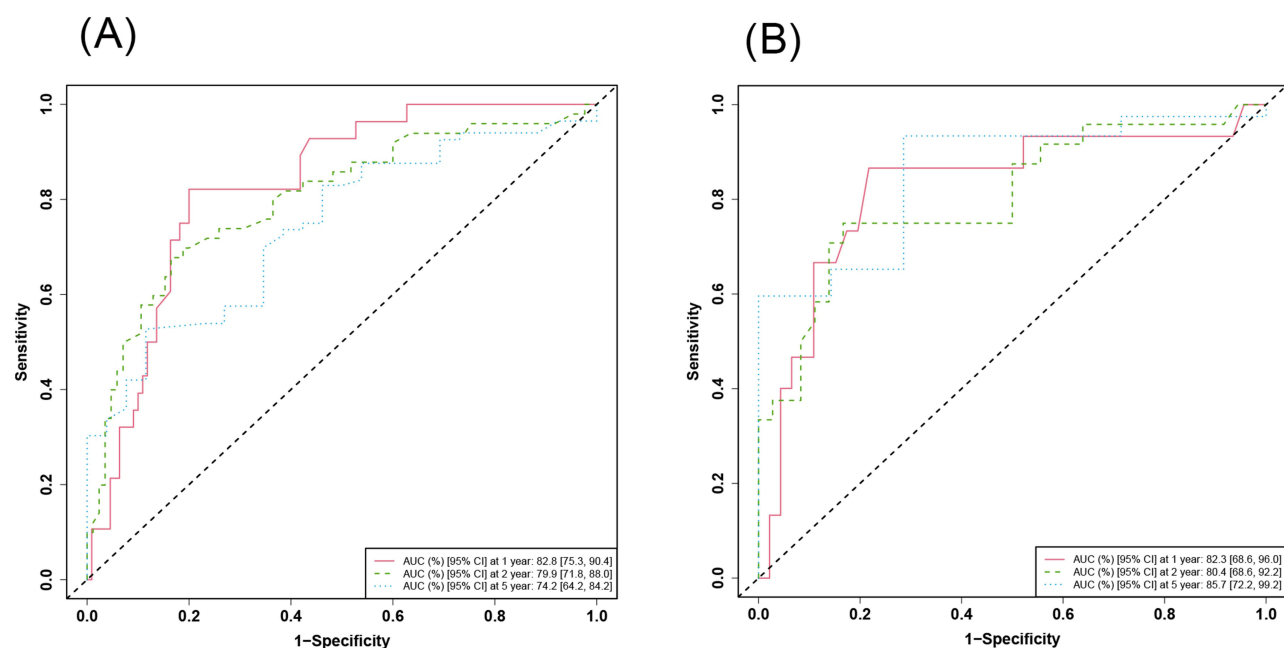 (A)
1.0
0.8
0.6
0.4
0.2
0.0
Sensitivity
0.0 0.2 0.4 0.6 0.8 1.0
1−Specificity
AUC (%) [95% CI] at 1 year: 82.8 [75.3, 90.4]
AUC (%) [95% CI] at 2 year: 79.9 [71.8, 88.0]
AUC (%) [95% CI] at 5 year: 74.2 [64.2, 84.2]
(B)
1.0
0.8
0.6
0.4
0.2
0.0
Sensitivity
0.0 0.2 0.4 0.6 0.8 1.0
1−Specificity
AUC (%) [95% CI] at 1 year: 82.3 [68.6, 96.0]
AUC (%) [95% CI] at 2 year: 80.4 [68.6, 92.2]
AUC (%) [95% CI] at 5 year: 85.7 [72.2, 99.2]